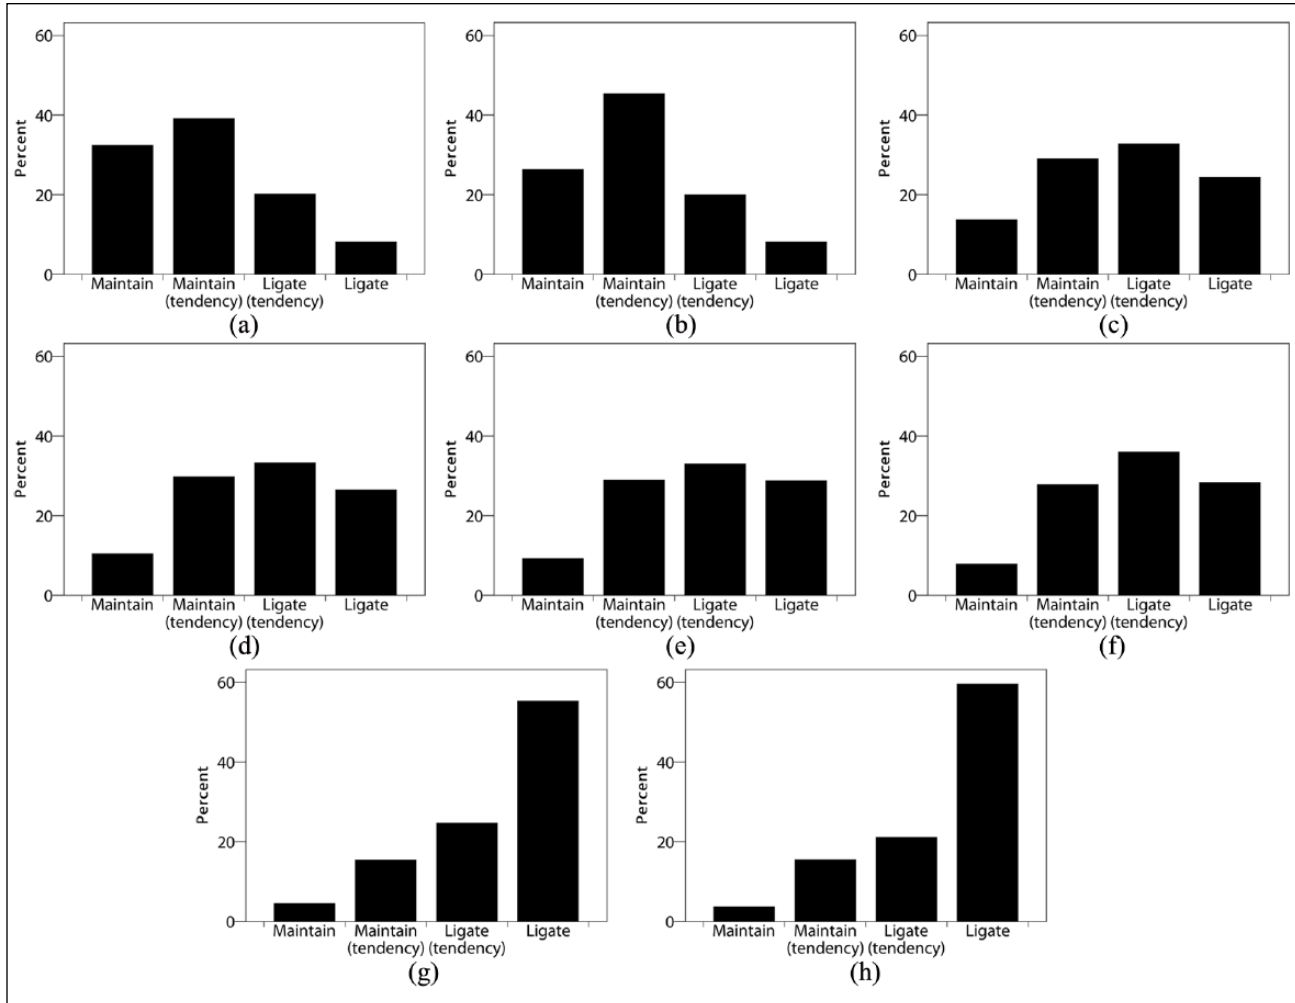 60
40
20
0
Percent
Maintain Maintain Ligate Ligate
(tendency) (tendency)
(a)
60
40
20
0
Percent
Maintain Maintain Ligate Ligate
(tendency) (tendency)
(b)
60
40
20
0
Percent
Maintain Maintain Ligate Ligate
(tendency) (tendency)
(c)
60
40
20
0
Percent
Maintain Maintain Ligate Ligate
(tendency) (tendency)
(d)
60
40
20
0
Percent
Maintain Maintain Ligate Ligate
(tendency) (tendency)
(e)
60
40
20
0
Percent
Maintain Maintain Ligate Ligate
(tendency) (tendency)
(f)
60
40
20
0
Percent
Maintain Maintain Ligate Ligate
(tendency) (tendency)
(g)
60
40
20
0
Percent
Maintain Maintain Ligate Ligate
(tendency) (tendency)
(h)